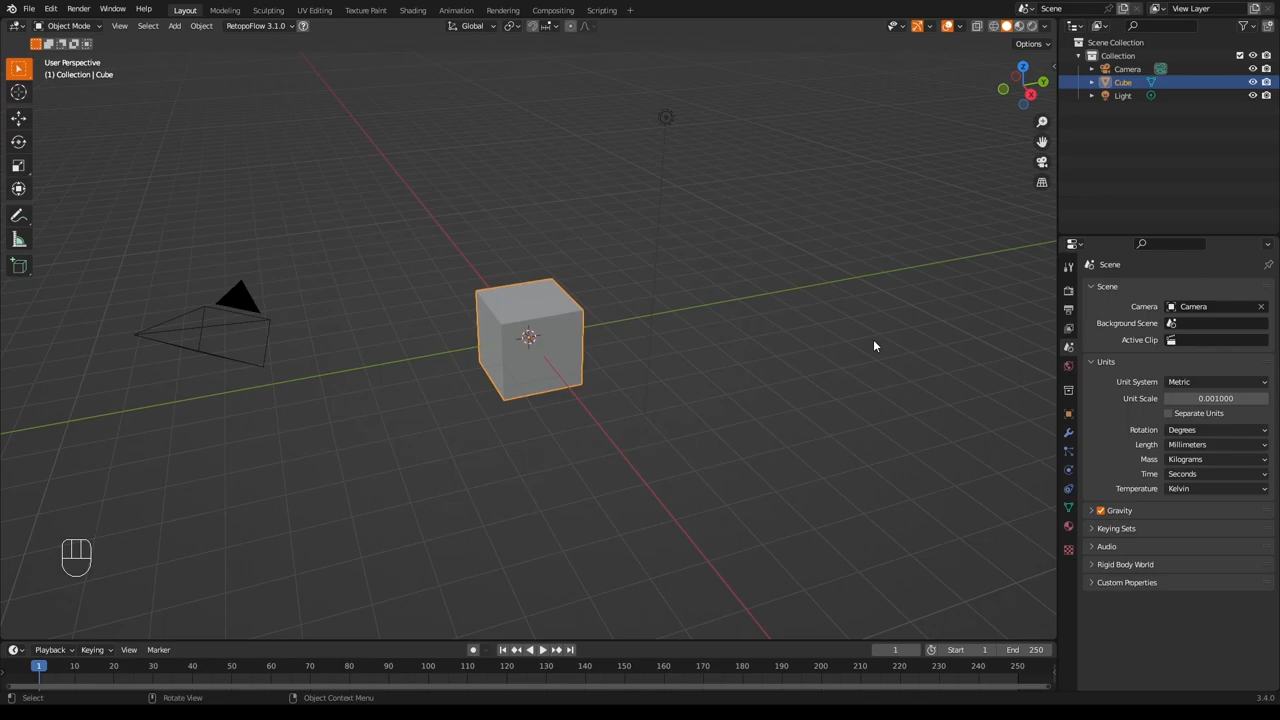 File Edit Render Window Help Layout Modeling Sculpting UV Editing Texture Paint Shading Animation Rendering Compositing Scripting + Scene View Layer
Object Mode View Select Add Object RetopoFlow 3.1.0 Global
Options
User Perspective
(1) Collection | Cube
Z
Y
X
Scene Collection
Collection
Camera
Cube
Light
Scene
Scene
Camera Camera
Background Scene
Active Clip
Units
Unit System Metric
Unit Scale 0.001000
Separate Units
Rotation Degrees
Length Millimeters
Mass Kilograms
Time Seconds
Temperature Kelvin
Gravity
Keying Sets
Audio
Rigid Body World
Custom Properties
Playback Keying View Marker 1 Start 1 End 250
1 10 20 30 40 50 60 70 80 90 100 110 120 130 140 150 160 170 180 190 200 210 220 230 240 250
Select Rotate View Object Context Menu 3.4.0